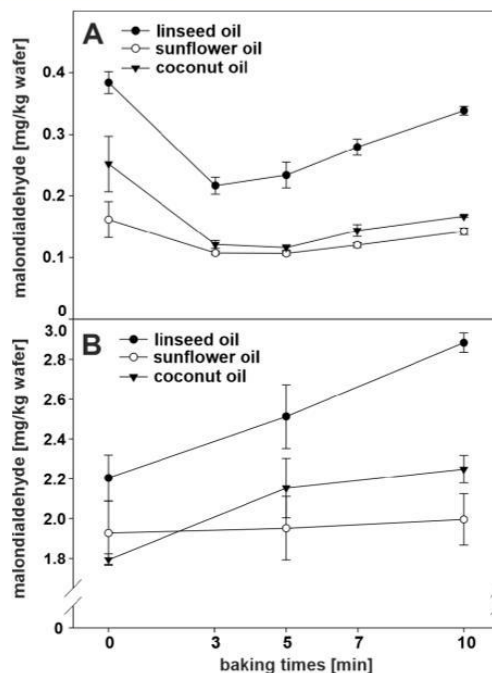 A
linseed oil
sunflower oil
coconut oil
malondialdehyde [mg/kg wafer]
0.4
0.3
0.2
0.1
0
B
linseed oil
sunflower oil
coconut oil
malondialdehyde [mg/kg wafer]
3.0
2.8
2.6
2.4
2.2
2.0
1.8
0
0 3 5 7 10
baking times [min]